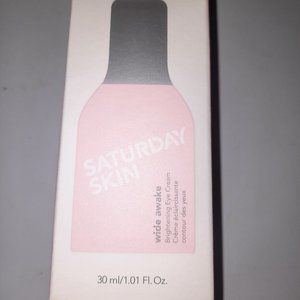 SATURDAY
SKIN
wide awake
Brightening Eye Cream
Crème éclaircissante
contour des yeux
30 ml/1.01 Fl. Oz.